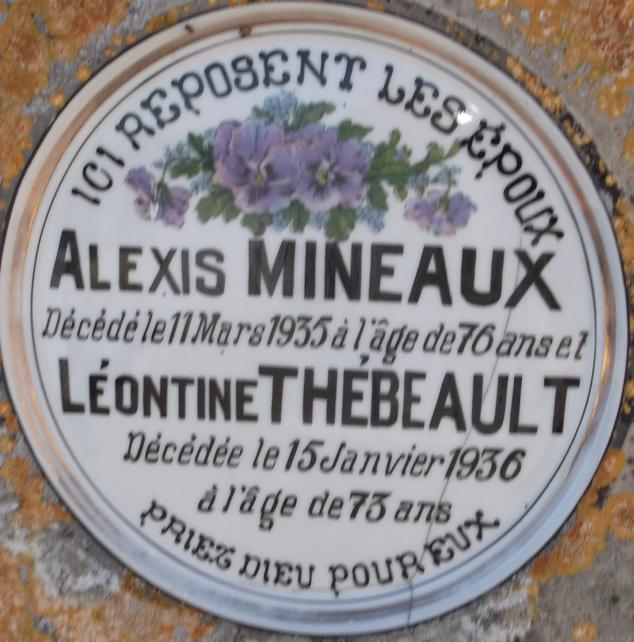 ICI REPOSENT LES ÉPOUX
ALEXIS MINEAUX
Décédé le 11 Mars 1935 à l'âge de 76 ans et
LÉONTINE THÉBEAULT
Décédée le 15 Janvier 1936
à l'âge de 73 ans
PRIEZ DIEU POUR EUX